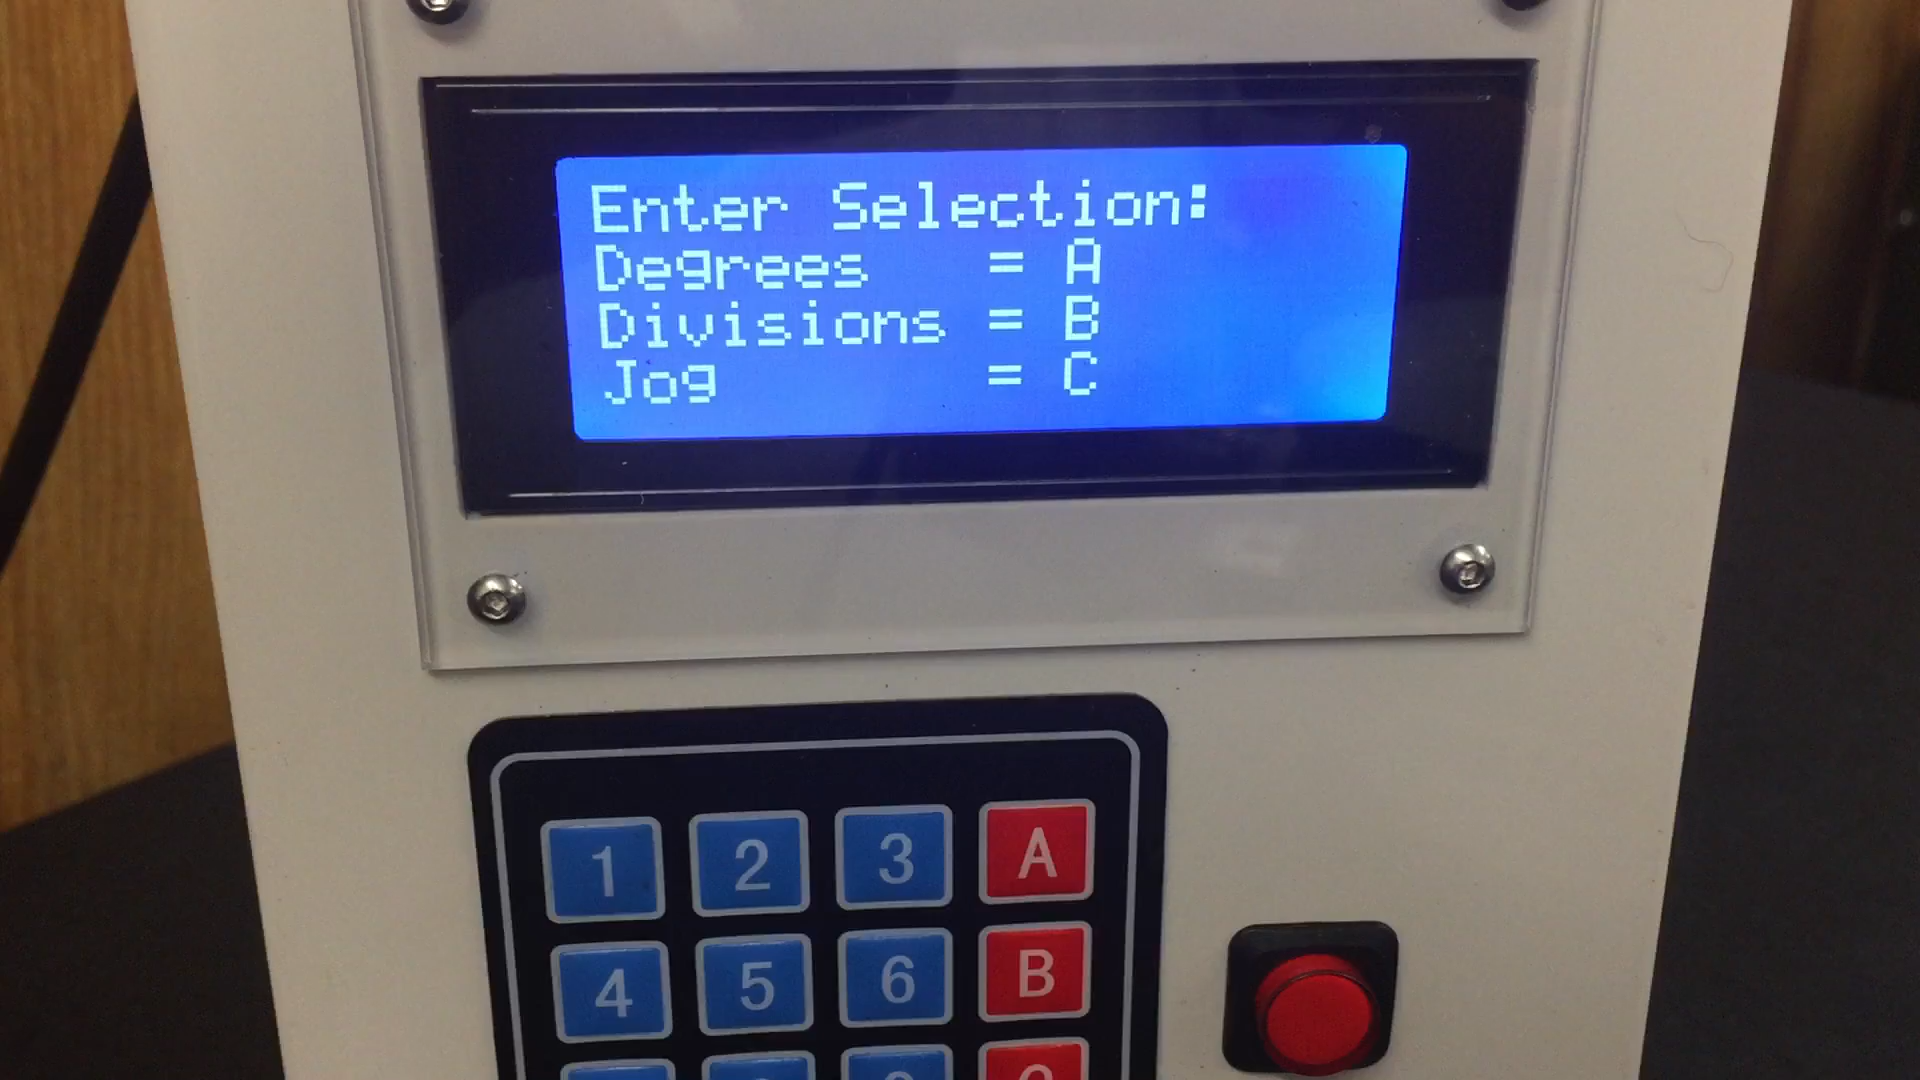 Enter Selection:
Degrees = A
Divisions = B
Jog = C
1 2 3 A
4 5 6 B